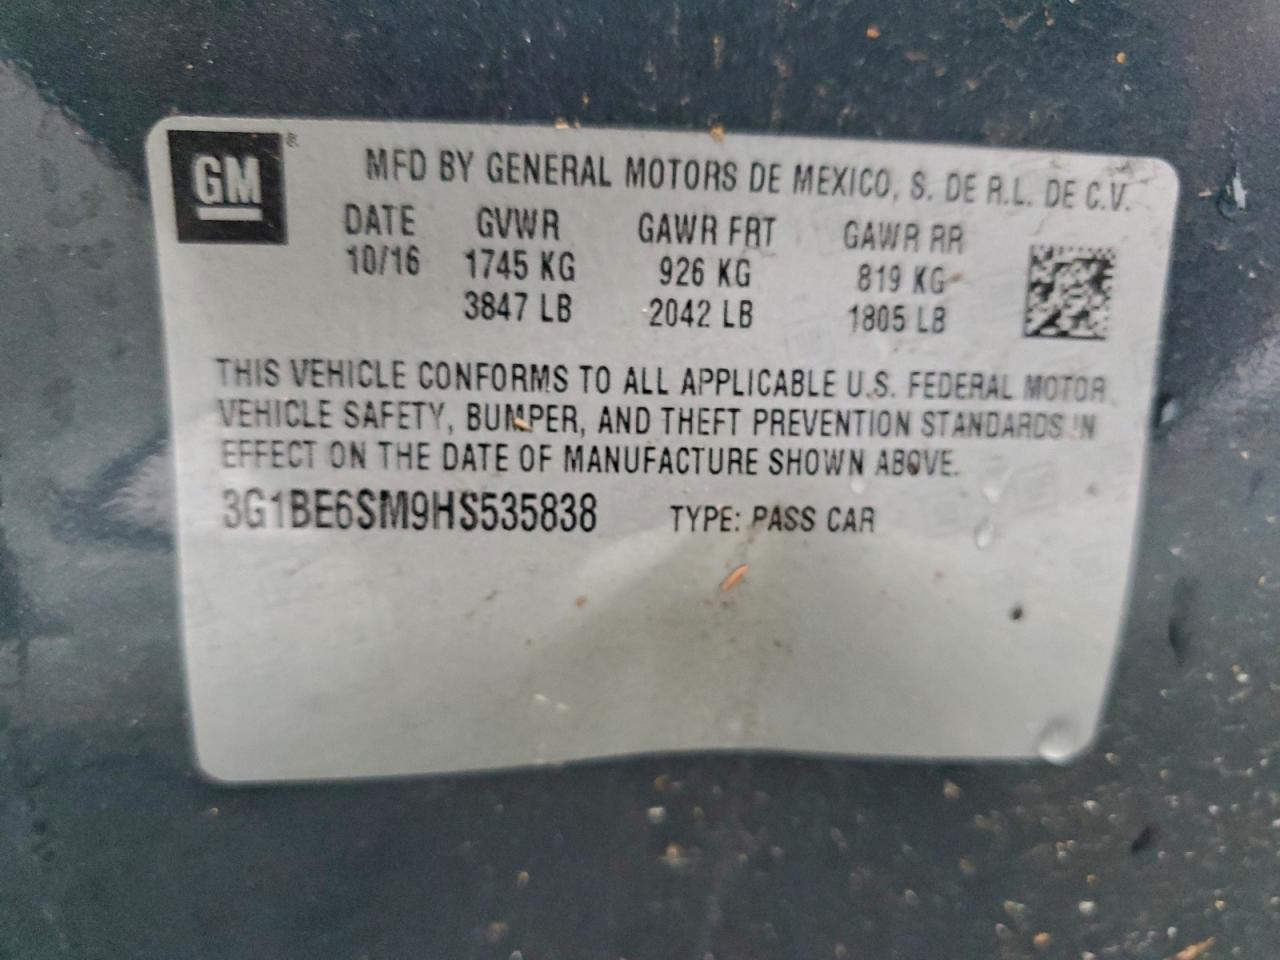 GM
MFD BY GENERAL MOTORS DE MEXICO, S. DE R.L. DE C.V.
DATE GVWR GAWR FRT GAWR RR
10/16 1745 KG 926 KG 819 KG
3847 LB 2042 LB 1805 LB
THIS VEHICLE CONFORMS TO ALL APPLICABLE U.S. FEDERAL MOTOR
VEHICLE SAFETY, BUMPER, AND THEFT PREVENTION STANDARDS IN
EFFECT ON THE DATE OF MANUFACTURE SHOWN ABOVE.
3G1BE6SM9HS535838 TYPE: PASS CAR